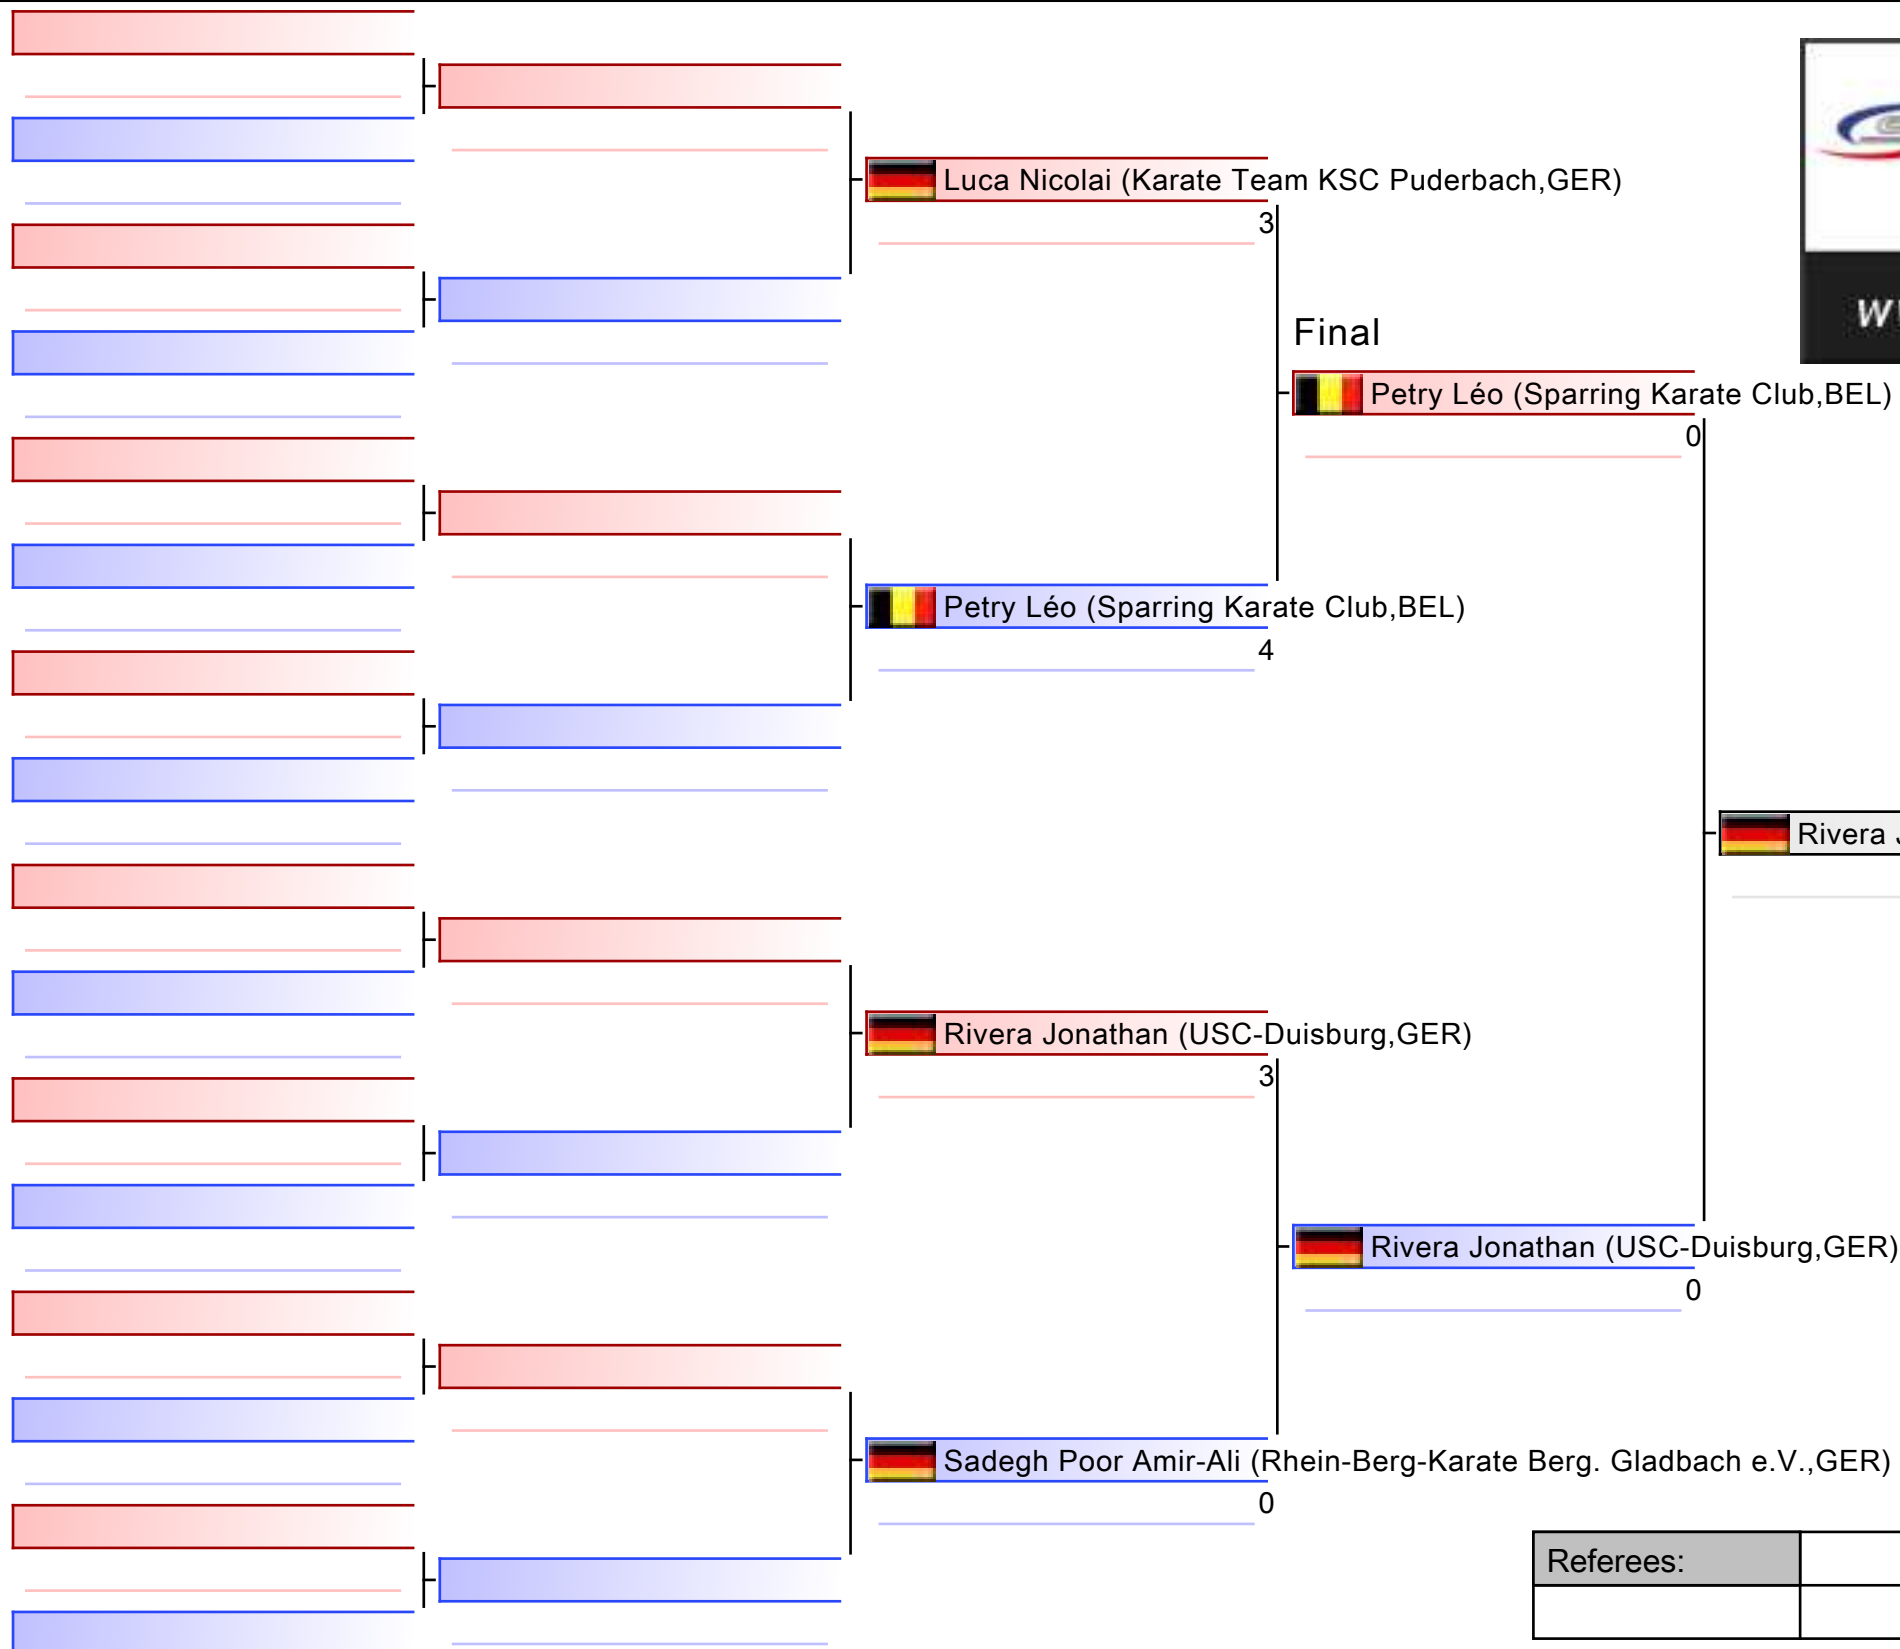 Luca Nicolai (Karate Team KSC Puderbach,GER)
3
Final
Petry Léo (Sparring Karate Club,BEL)
0
Petry Léo (Sparring Karate Club,BEL)
4
Rivera
Rivera Jonathan (USC-Duisburg,GER)
3
Rivera Jonathan (USC-Duisburg,GER)
0
Sadegh Poor Amir-Ali (Rhein-Berg-Karate Berg. Gladbach e.V.,GER)
0
Referees: